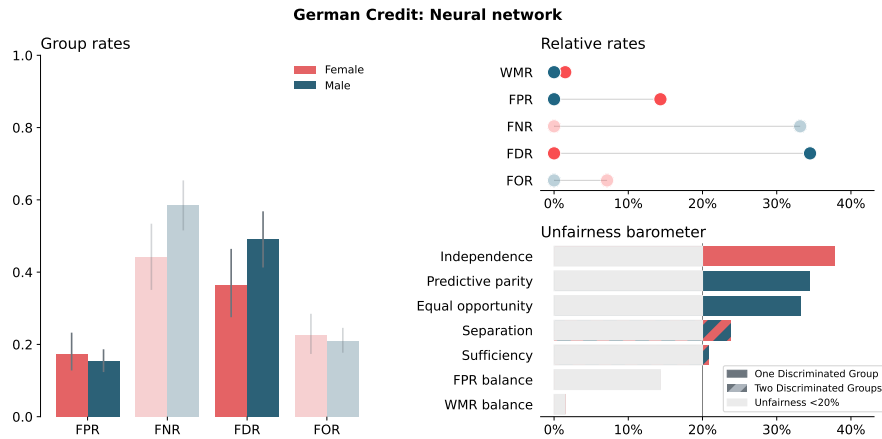 German Credit: Neural network
Group rates
1.0
0.8
0.6
0.4
0.2
0.0
FPR FNR FDR FOR
Female
Male
Relative rates
WMR
FPR
FNR
FDR
FOR
0% 10% 20% 30% 40%
Unfairness barometer
Independence
Predictive parity
Equal opportunity
Separation
Sufficiency
FPR balance
WMR balance
One Discriminated Group
Two Discriminated Groups
Unfairness <20%
0% 10% 20% 30% 40%